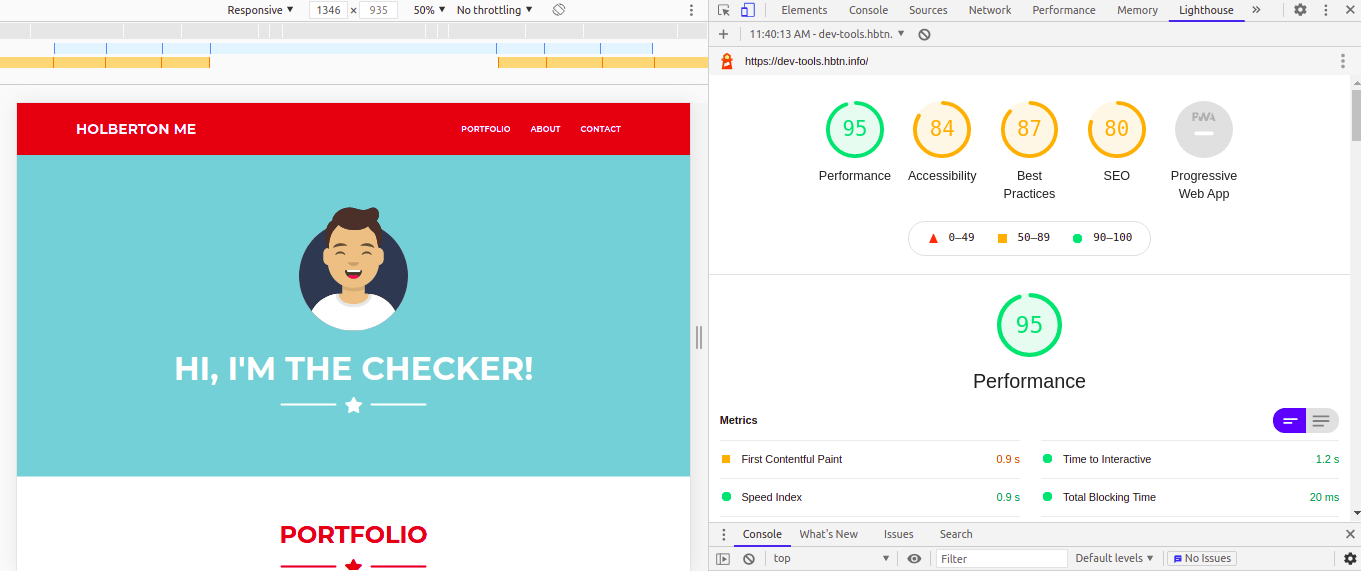 Responsive ▼ 1346 × 935 50% ▼ No throttling ▼
HOLBERTON ME PORTFOLIO ABOUT CONTACT
HI, I'M THE CHECKER!
PORTFOLIO
Elements Console Sources Network Performance Memory Lighthouse »
+ 11:40:13 AM - dev-tools.hbtn. ▼
https://dev-tools.hbtn.info/
95 84 87 80 PWA
Performance Accessibility Best Practices SEO Progressive Web App
0–49 50–89 90–100
95
Performance
Metrics
First Contentful Paint 0.9 s Time to Interactive 1.2 s
Speed Index 0.9 s Total Blocking Time 20 ms
Console What's New Issues Search
top ▼ Filter Default levels ▼ No Issues